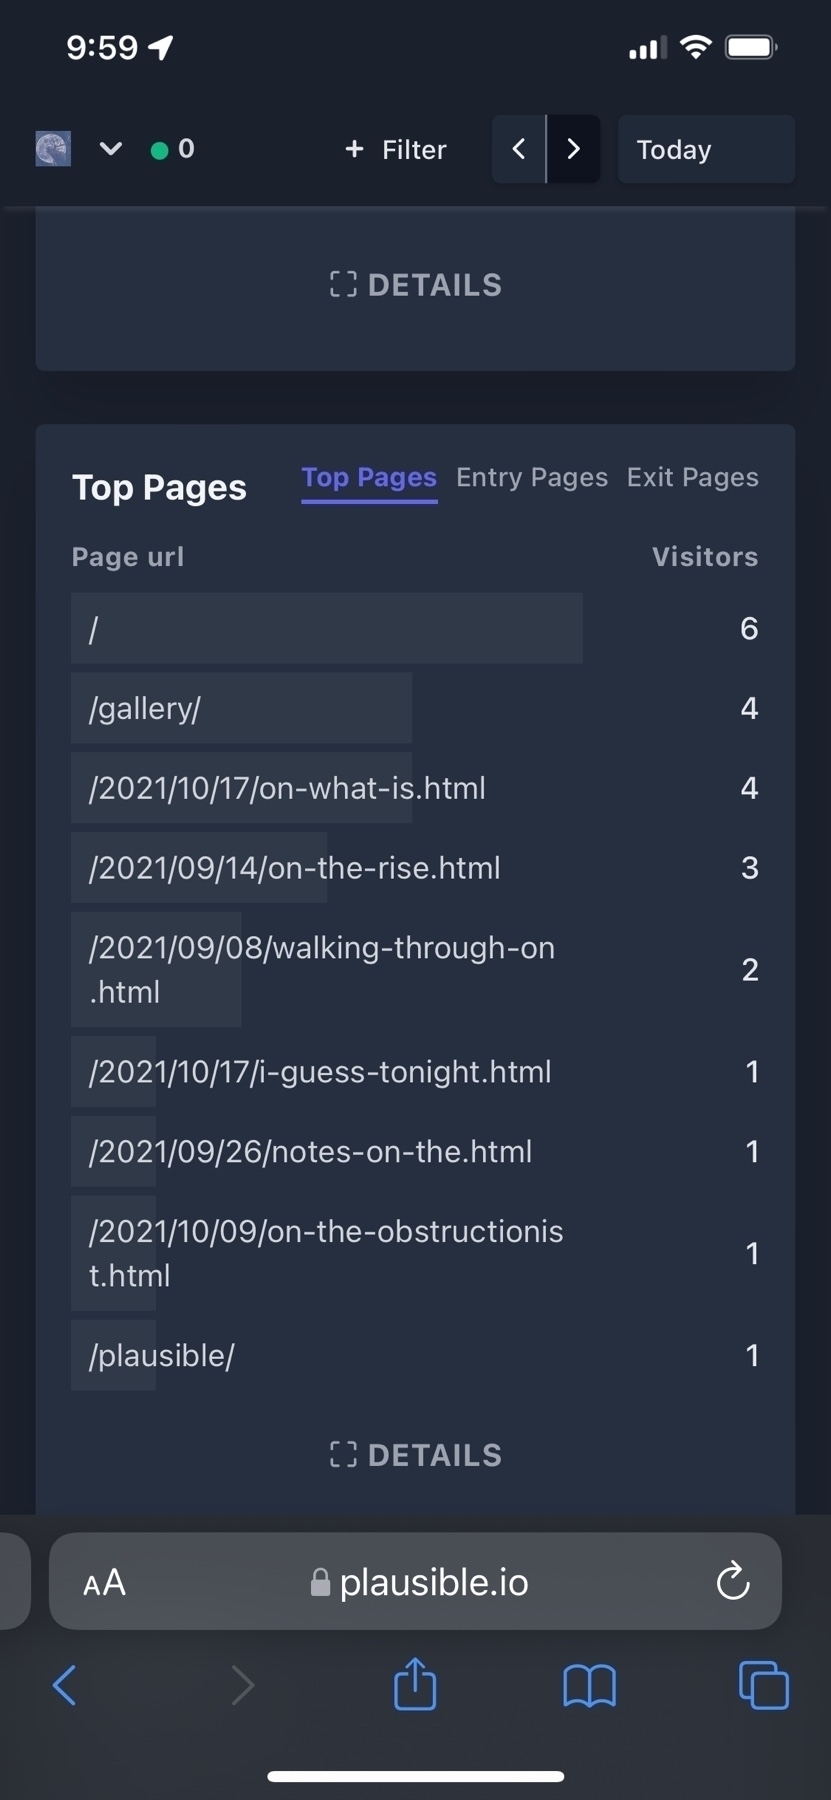 9:59
0
+ Filter
Today
DETAILS
Top Pages
Top Pages Entry Pages Exit Pages
Page url Visitors
/ 6
/gallery/ 4
/2021/10/17/on-what-is.html 4
/2021/09/14/on-the-rise.html 3
/2021/09/08/walking-through-on
.html 2
/2021/10/17/i-guess-tonight.html 1
/2021/09/26/notes-on-the.html 1
/2021/10/09/on-the-obstructionis
t.html 1
/plausible/ 1
DETAILS
AA plausible.io